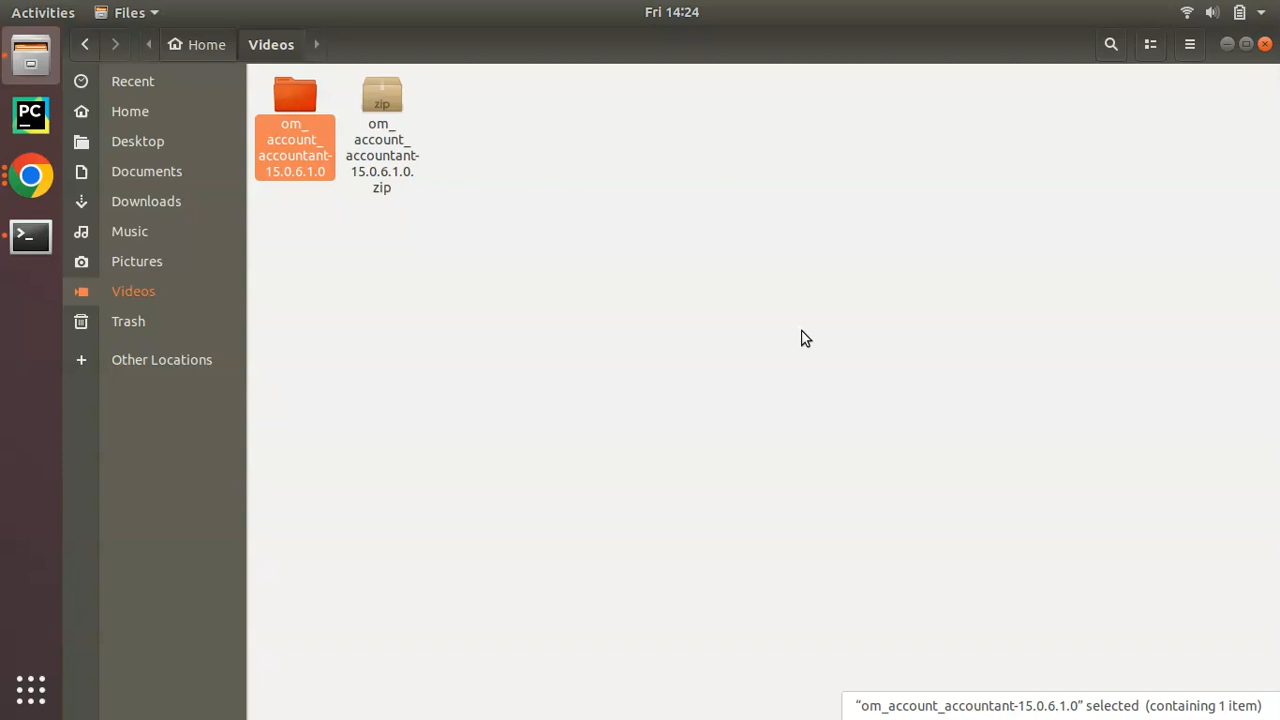 Activities
Files
Fri 14:24
Home
Videos
Recent
Home
Desktop
Documents
Downloads
Music
Pictures
Videos
Trash
+ Other Locations
om_
account_
accountant-
15.0.6.1.0
zip
om_
account_
accountant-
15.0.6.1.0.
zip
PC
>_
“om_account_accountant-15.0.6.1.0” selected (containing 1 item)